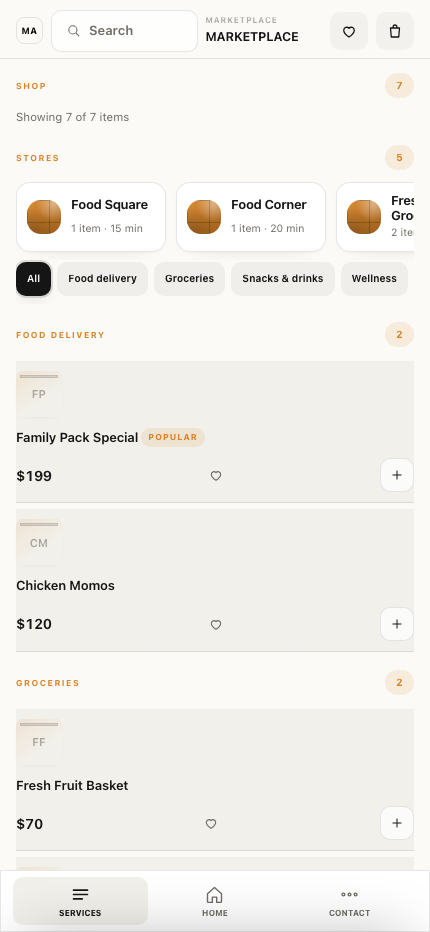 MA
Search
MARKETPLACE
MARKETPLACE
SHOP
7
Showing 7 of 7 items
STORES
5
Food Square
1 item · 15 min
Food Corner
1 item · 20 min
All
Food delivery
Groceries
Snacks & drinks
Wellness
FOOD DELIVERY
2
FP
Family Pack Special POPULAR
$199
CM
Chicken Momos
$120
GROCERIES
2
FF
Fresh Fruit Basket
$70
SERVICES
HOME
CONTACT